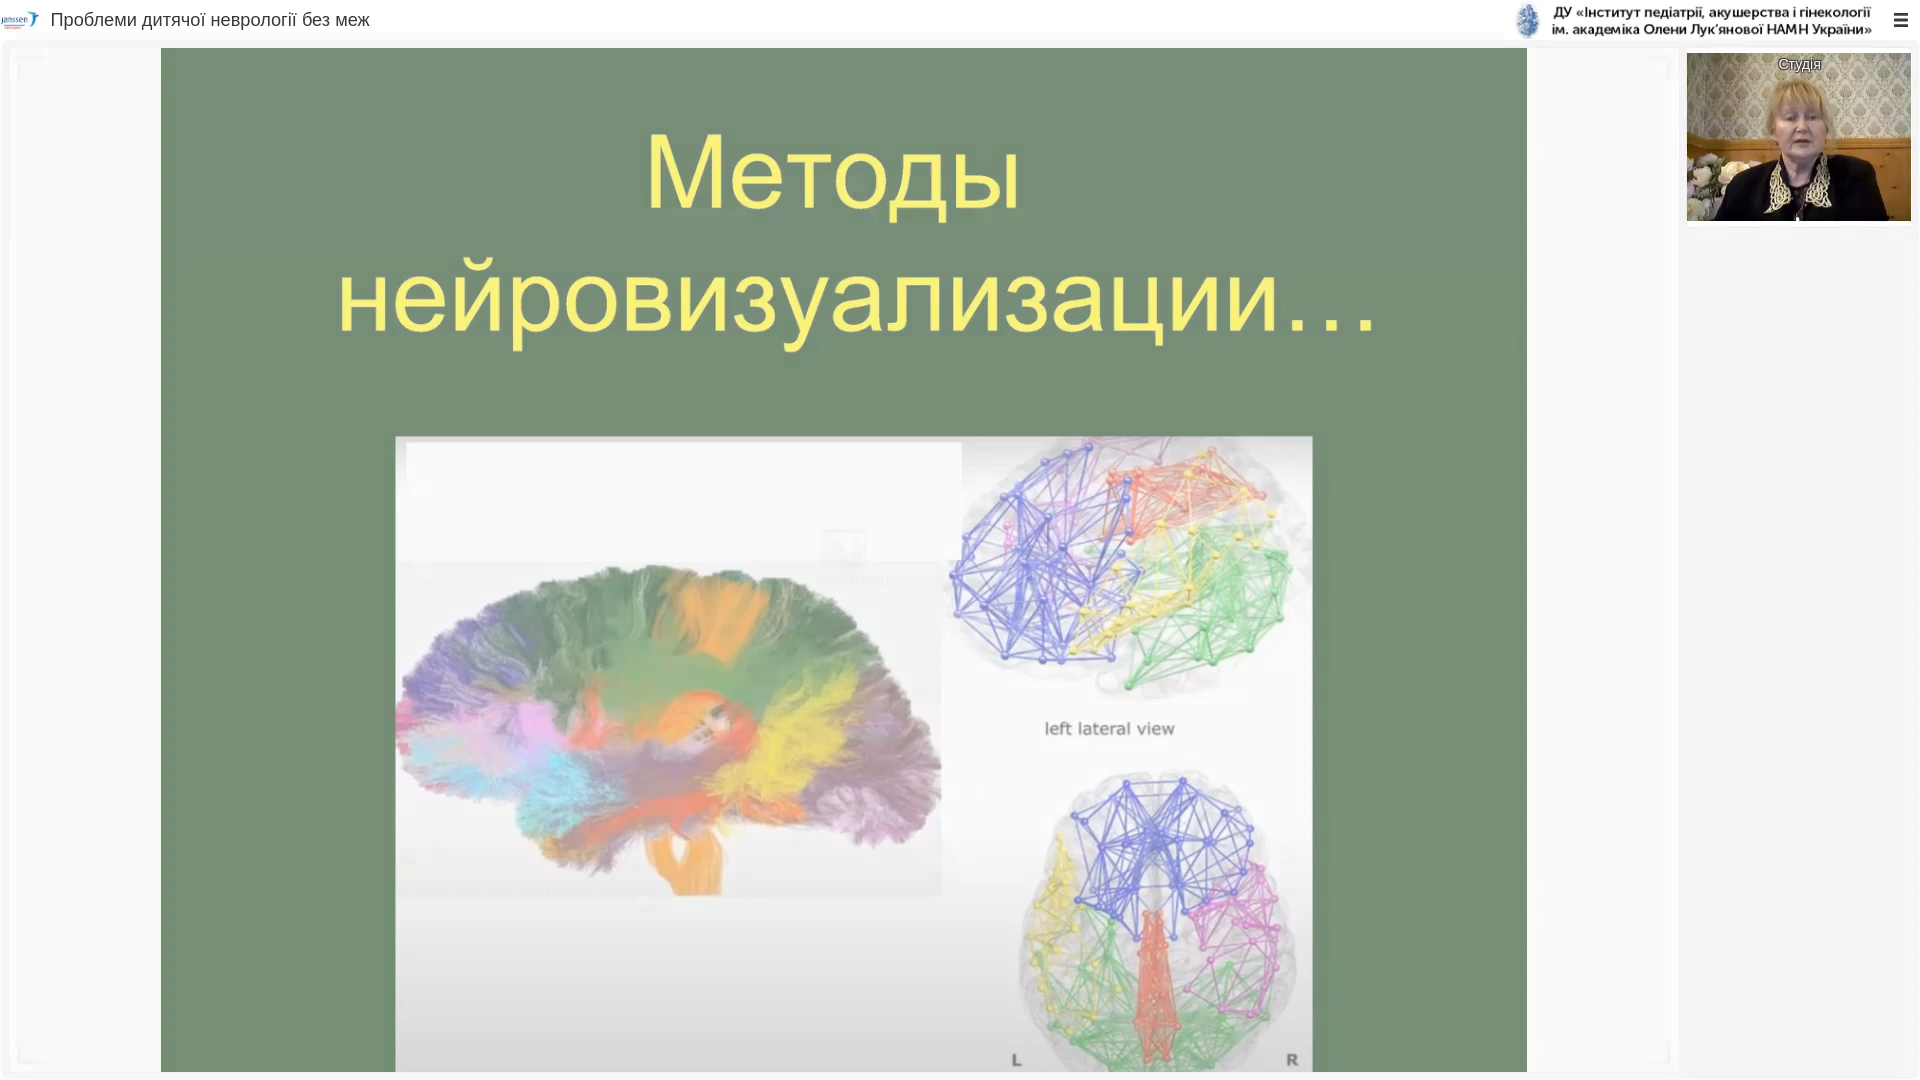 janssen
Проблеми дитячої неврології без меж
ДУ «Інститут педіатрії, акушерства і гінекології
ім. академіка Олени Лук’янової НАМН України»
Студія
Методы
нейровизуализации...
left lateral view
L R